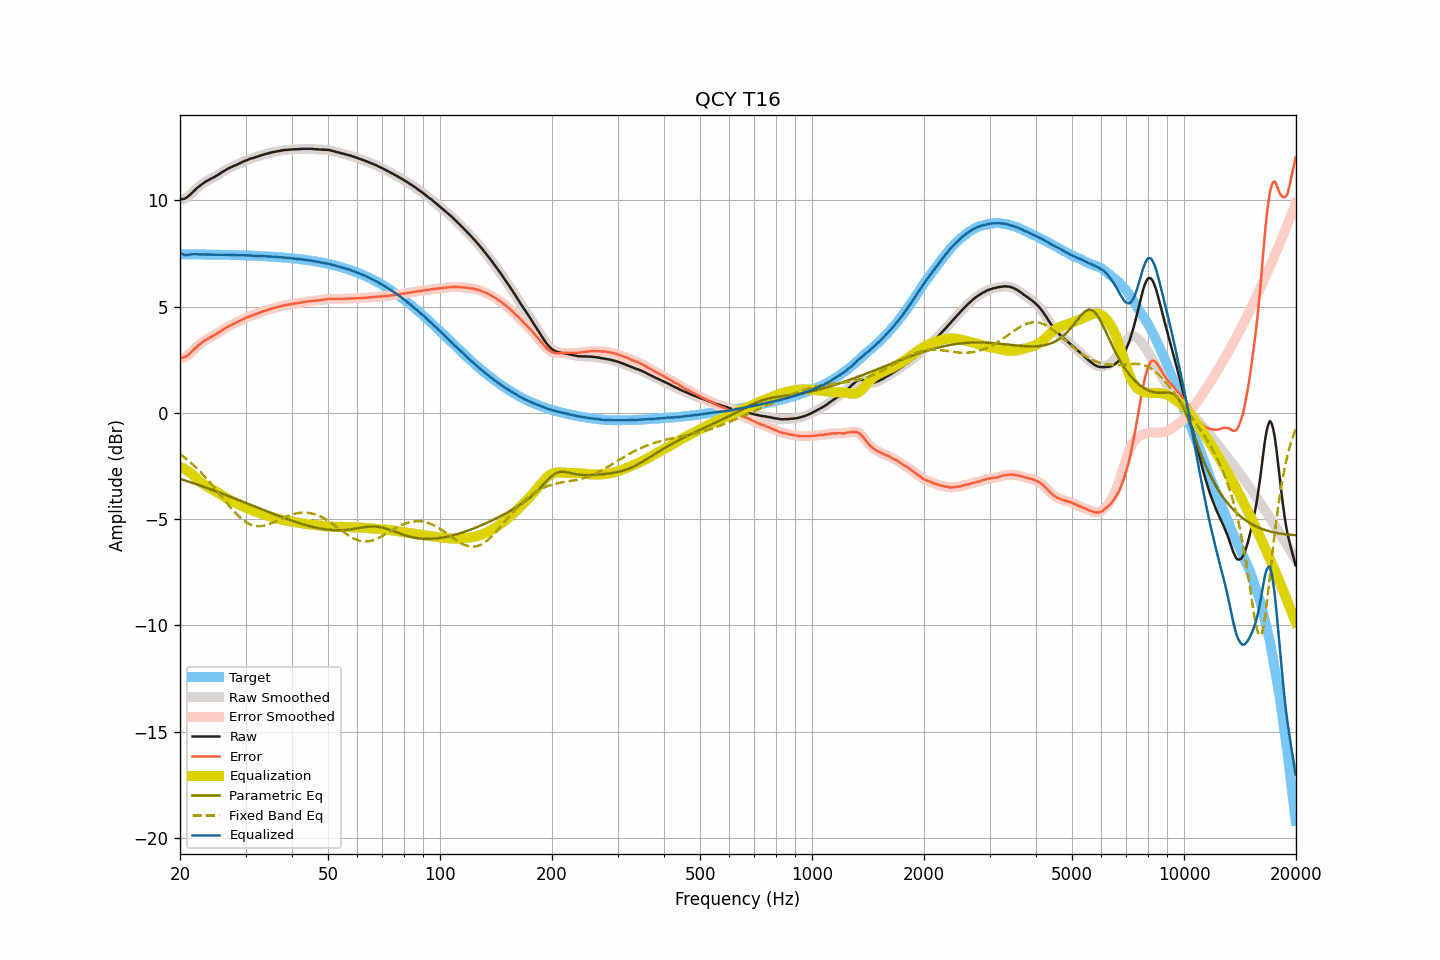 QCY T16
Amplitude (dBr)
10
5
0
−5
−10
−15
−20
Target
Raw Smoothed
Error Smoothed
Raw
Error
Equalization
Parametric Eq
Fixed Band Eq
Equalized
20 50 100 200 500 1000 2000 5000 10000 20000
Frequency (Hz)